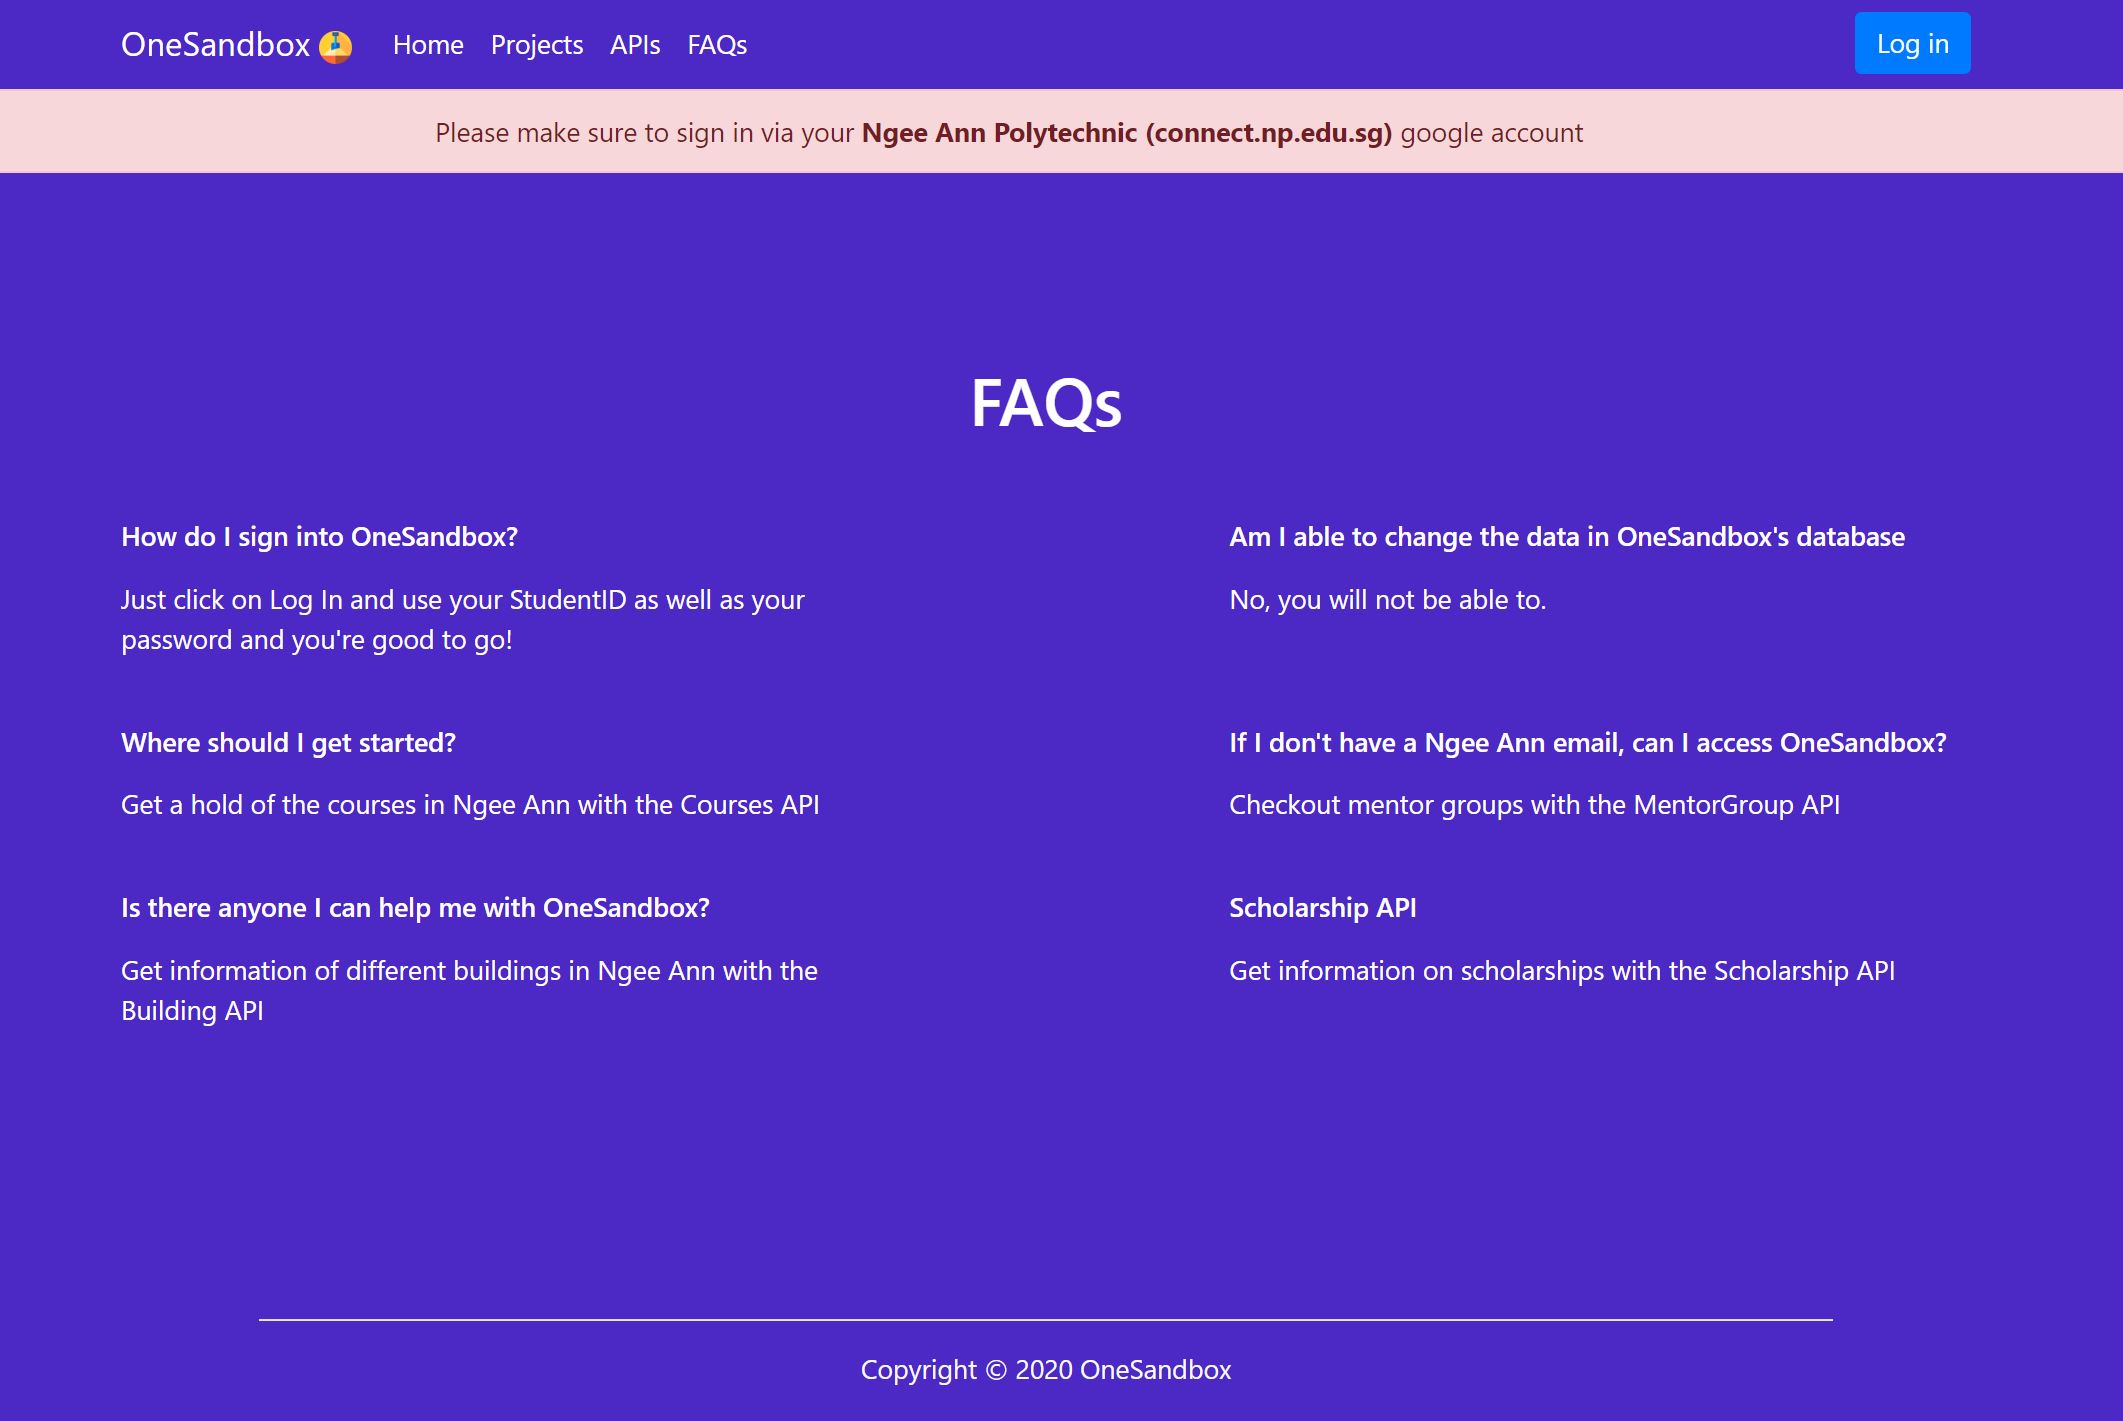 OneSandbox
Home
Projects
APIs
FAQs
Log in
Please make sure to sign in via your Ngee Ann Polytechnic (connect.np.edu.sg) google account
FAQs
How do I sign into OneSandbox?
Just click on Log In and use your StudentID as well as your
password and you're good to go!
Am I able to change the data in OneSandbox's database
No, you will not be able to.
Where should I get started?
Get a hold of the courses in Ngee Ann with the Courses API
If I don't have a Ngee Ann email, can I access OneSandbox?
Checkout mentor groups with the MentorGroup API
Is there anyone I can help me with OneSandbox?
Get information of different buildings in Ngee Ann with the
Building API
Scholarship API
Get information on scholarships with the Scholarship API
Copyright © 2020 OneSandbox